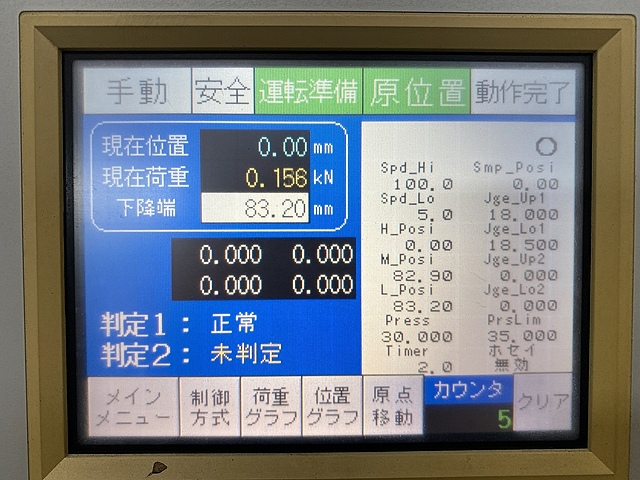 手動 安全 運転準備 原位置 動作完了
現在位置 0.00 mm
現在荷重 0.156 kN
下降端 83.20 mm
0.000 0.000
0.000 0.000
判定1： 正常
判定2： 未判定
Spd_Hi Smp_Posi
100.0 0.00
Spd_Lo Jge_Up1
5.0 18.000
H_Posi Jge_Lo1
0.00 18.500
M_Posi Jge_Up2
82.90 0.000
L_Posi Jge_Lo2
83.20 0.000
Press PrsLim
30.000 35.000
Timer ホセイ
2.0 無効
メイン
メニュー
制御
方式
荷重
グラフ
位置
グラフ
原点
移動
カウンタ
5
クリア